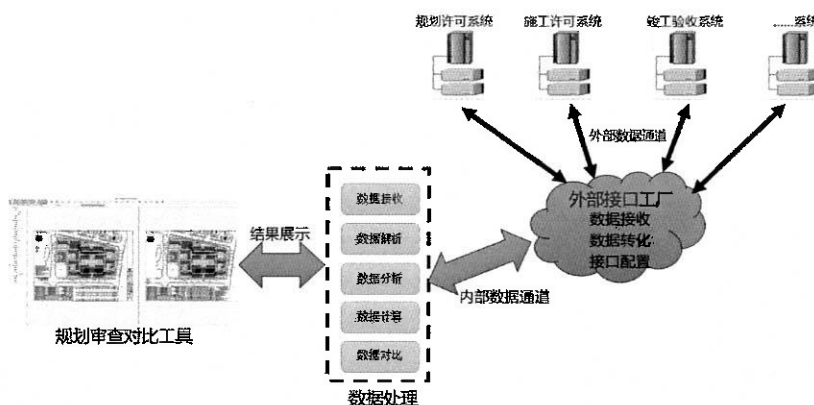 规划许可系统
施工许可系统
竣工验收系统
......系统
外部数据通道
外部接口工厂
数据接收
数据转化
接口配置
数据接收
数据解析
数据分析
数据计算
数据对比
结果展示
内部数据通道
规划审查对比工具
数据处理